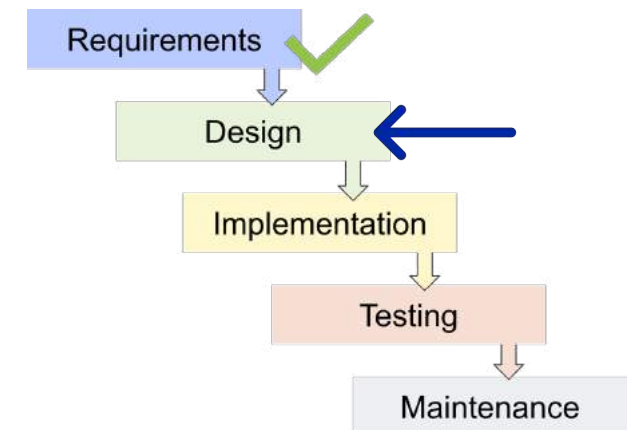 Requirements
Design
Implementation
Testing
Maintenance